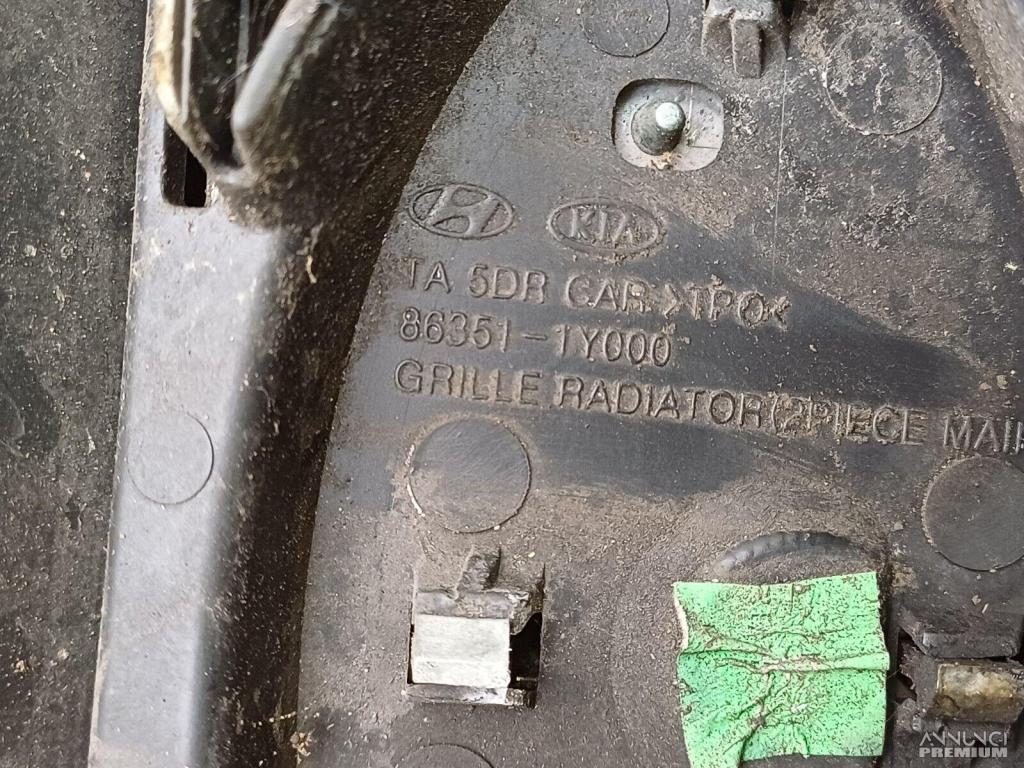 KIA
TA 5DR CAR >TPO<
86351-1Y000
GRILLE RADIATOR(2PIECE MAIN
ANNUNCI
PREMIUM